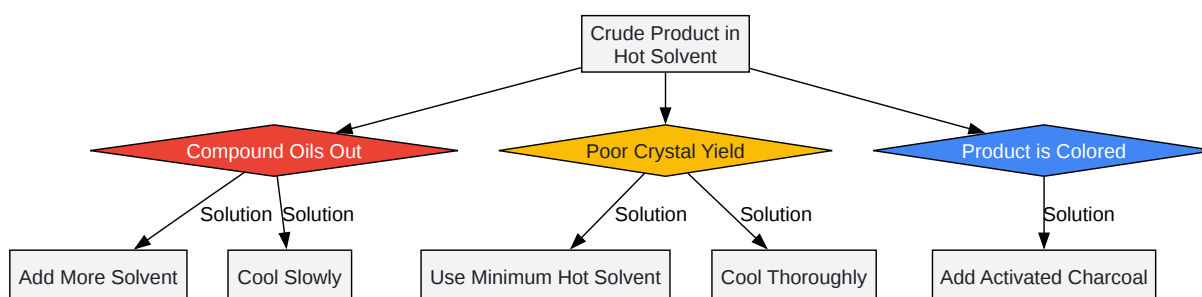 Crude Product in
Hot Solvent
Compound Oils Out
Poor Crystal Yield
Product is Colored
Solution
Solution
Solution
Solution
Solution
Add More Solvent
Cool Slowly
Use Minimum Hot Solvent
Cool Thoroughly
Add Activated Charcoal